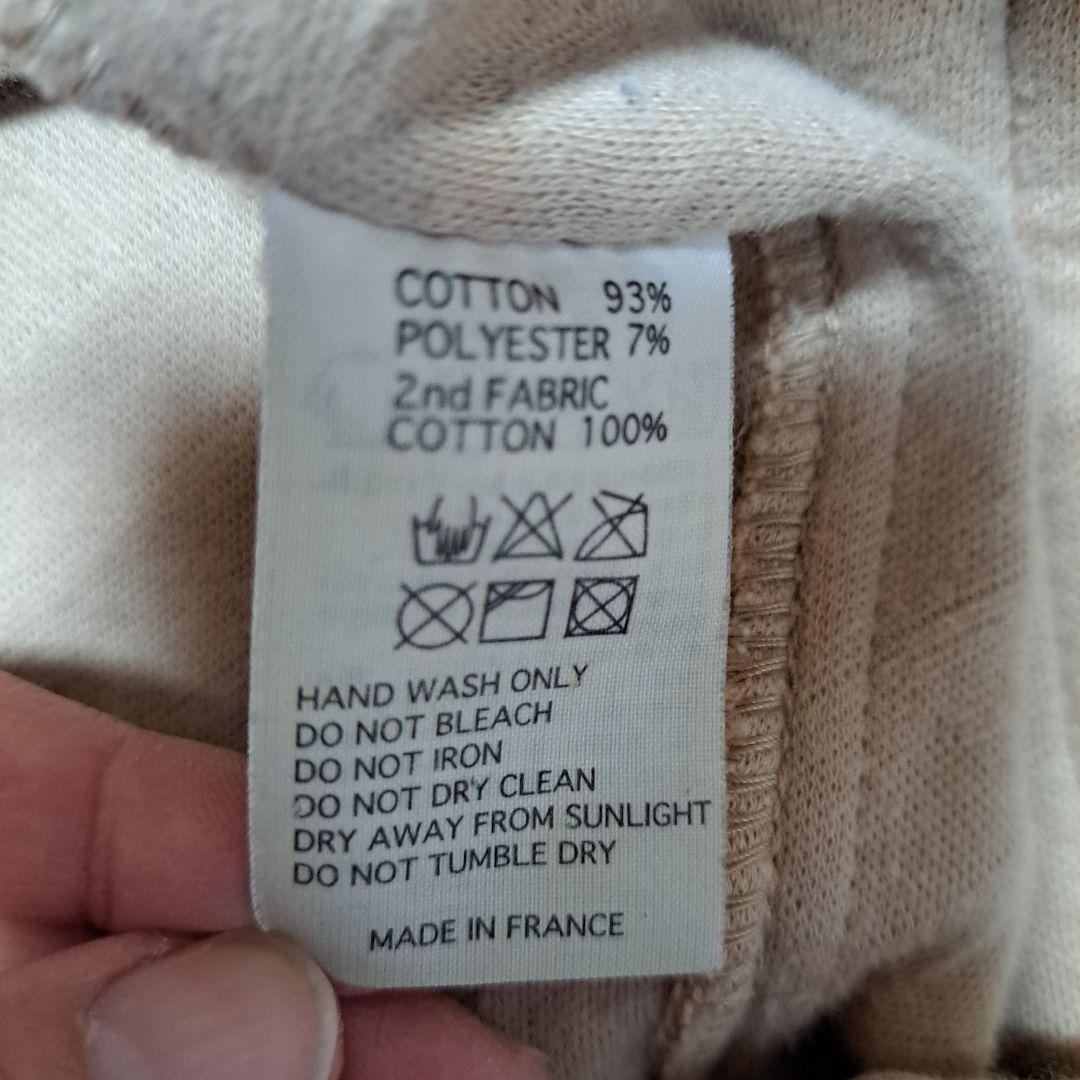 COTTON 93%
POLYESTER 7%
2nd FABRIC
COTTON 100%
HAND WASH ONLY
DO NOT BLEACH
DO NOT IRON
DO NOT DRY CLEAN
DRY AWAY FROM SUNLIGHT
DO NOT TUMBLE DRY
MADE IN FRANCE